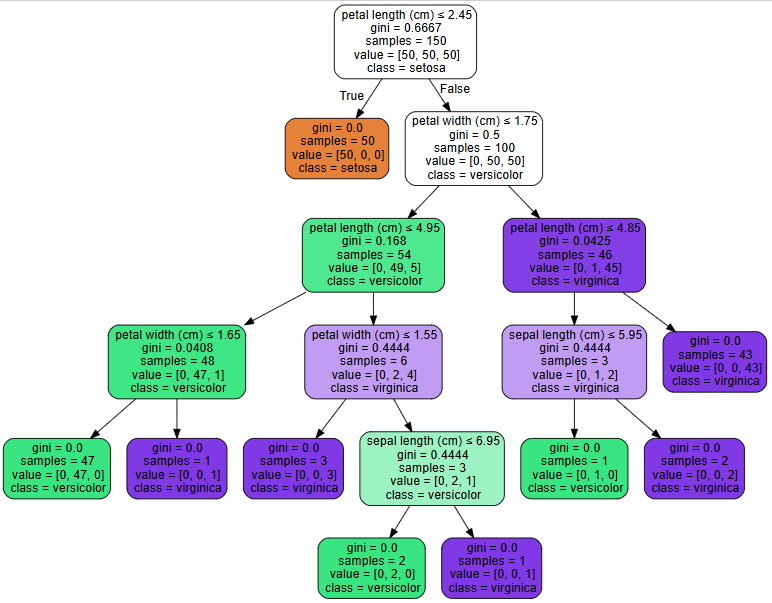 petal length (cm) ≤ 2.45
gini = 0.6667
samples = 150
value = [50, 50, 50]
class = setosa
True
False
gini = 0.0
samples = 50
value = [50, 0, 0]
class = setosa
petal width (cm) ≤ 1.75
gini = 0.5
samples = 100
value = [0, 50, 50]
class = versicolor
petal length (cm) ≤ 4.95
gini = 0.168
samples = 54
value = [0, 49, 5]
class = versicolor
petal length (cm) ≤ 4.85
gini = 0.0425
samples = 46
value = [0, 1, 45]
class = virginica
petal width (cm) ≤ 1.65
gini = 0.0408
samples = 48
value = [0, 47, 1]
class = versicolor
petal width (cm) ≤ 1.55
gini = 0.4444
samples = 6
value = [0, 2, 4]
class = virginica
sepal length (cm) ≤ 5.95
gini = 0.4444
samples = 3
value = [0, 1, 2]
class = virginica
gini = 0.0
samples = 43
value = [0, 0, 43]
class = virginica
gini = 0.0
samples = 47
value = [0, 47, 0]
class = versicolor
gini = 0.0
samples = 1
value = [0, 0, 1]
class = virginica
gini = 0.0
samples = 3
value = [0, 0, 3]
class = virginica
sepal length (cm) ≤ 6.95
gini = 0.4444
samples = 3
value = [0, 2, 1]
class = versicolor
gini = 0.0
samples = 1
value = [0, 1, 0]
class = versicolor
gini = 0.0
samples = 2
value = [0, 0, 2]
class = virginica
gini = 0.0
samples = 2
value = [0, 2, 0]
class = versicolor
gini = 0.0
samples = 1
value = [0, 0, 1]
class = virginica